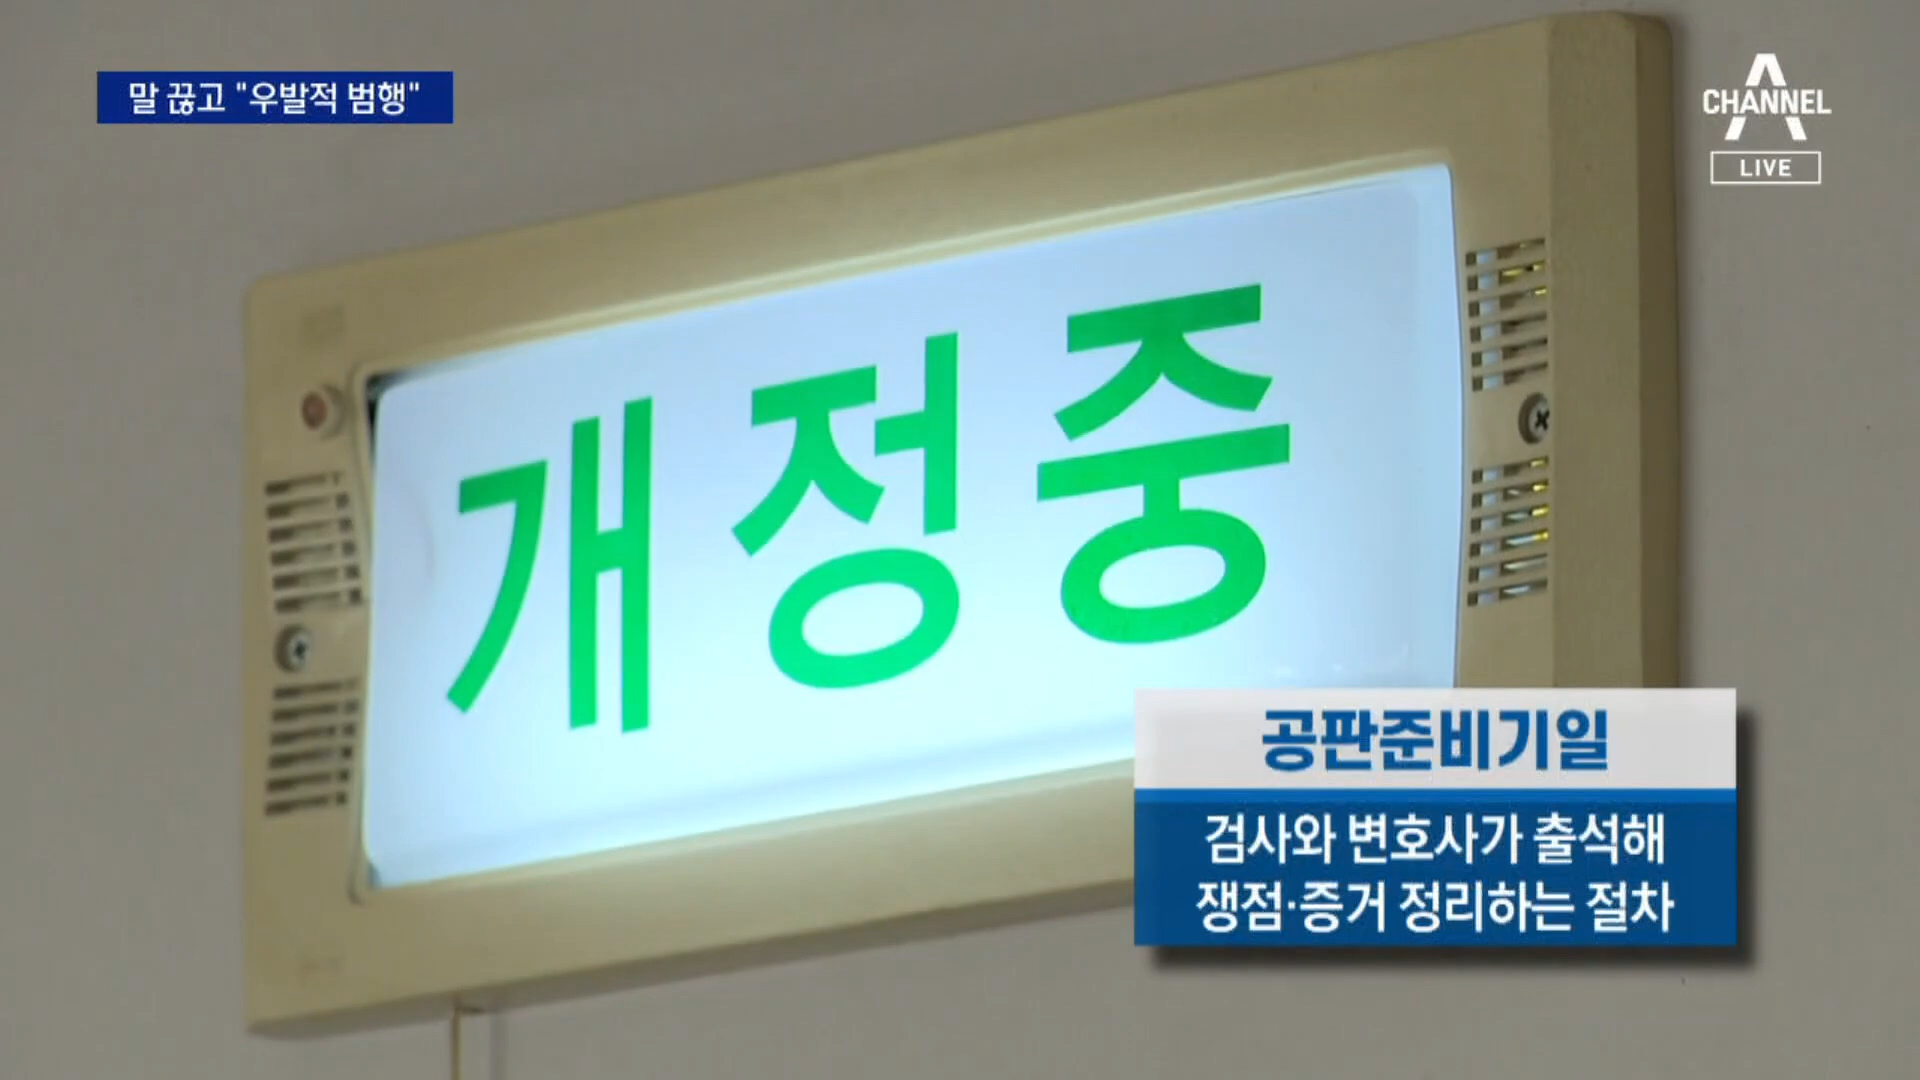 말 끊고 "우발적 범행"
CHANNEL A
LIVE
개정중
공판준비기일
검사와 변호사가 출석해
쟁점·증거 정리하는 절차